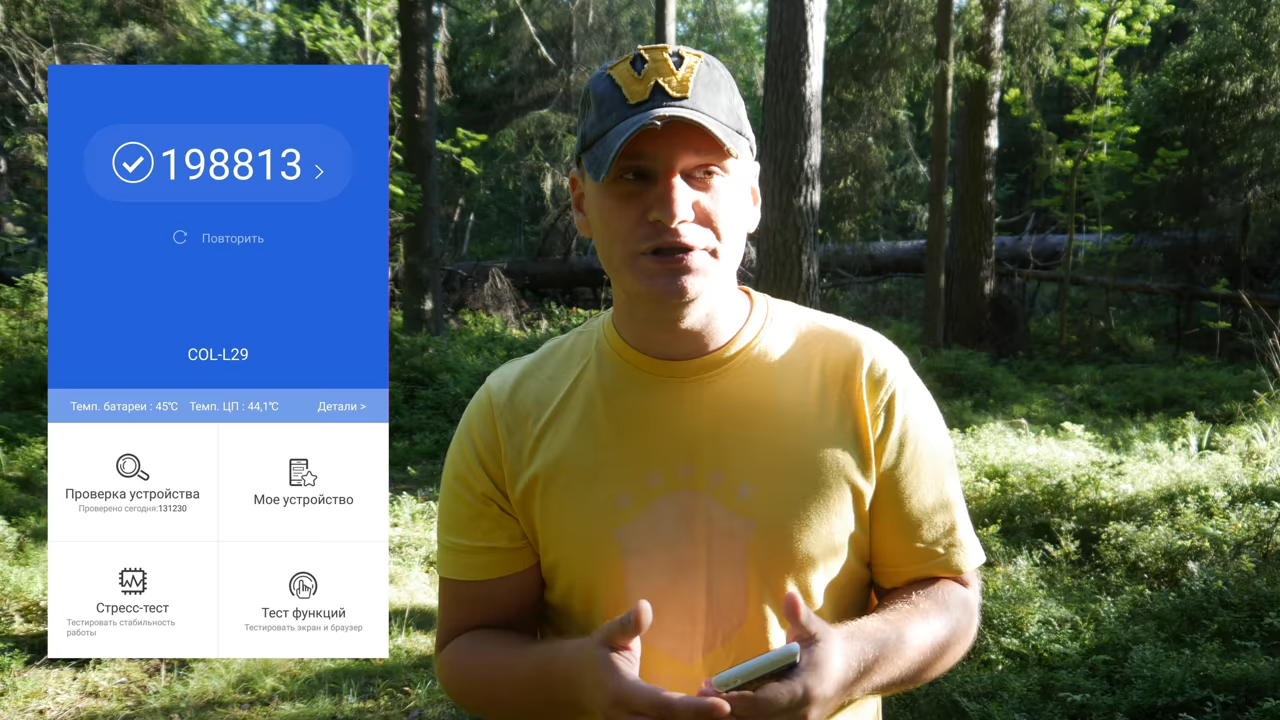 W
198813
Повторить
COL-L29
Темп. батареи : 45℃ Темп. ЦП : 44,1℃ Детали >
Проверка устройства
Проверено сегодня:131230
Мое устройство
Стресс-тест
Тестировать стабильность
работы
Тест функций
Тестировать экран и браузер